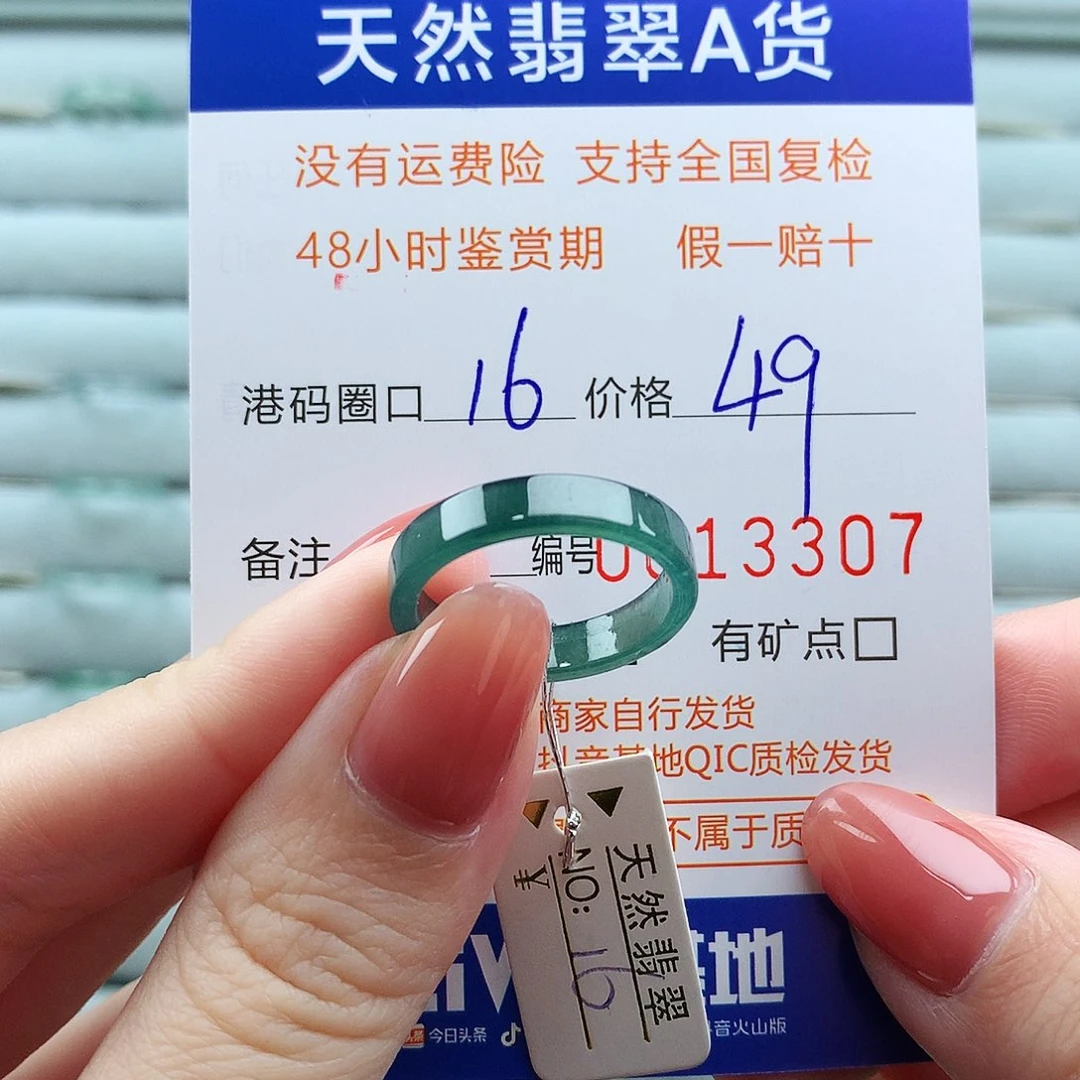 天然翡翠A货
没有运费险 支持全国复检
48小时鉴赏期 假一赔十
港码圈口 16 价格 49
备注 编号 13307
有矿点□
商家自行发货
抖音基地QIC质检发货
不属于质
基地
今日头条 音火山版
天然翡翠
NO: 16
¥